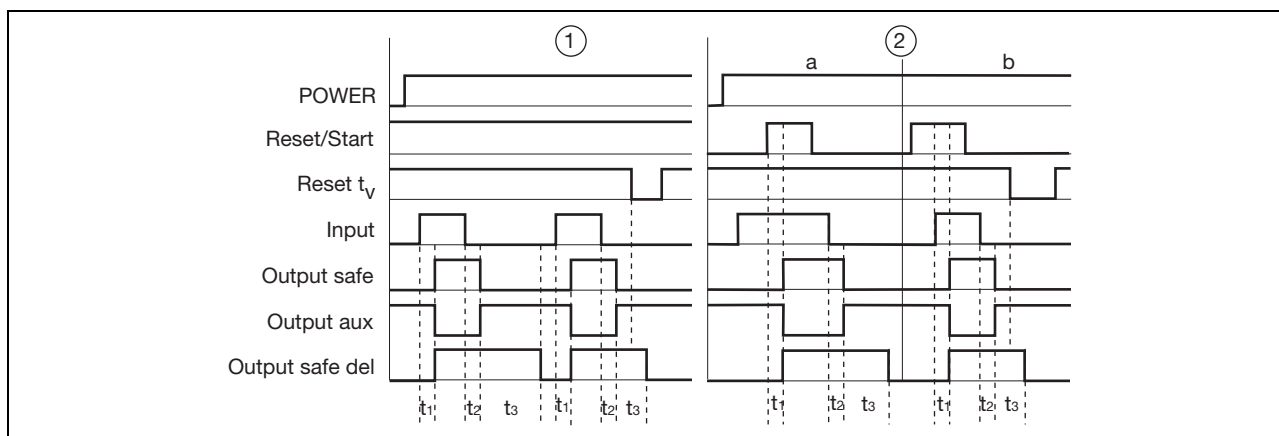 ① ②
a b
POWER
Reset/Start
Reset tv
Input
Output safe
Output aux
Output safe del
t1 t2 t3 t1 t2 t3 t1 t2 t3 t1 t2 t3